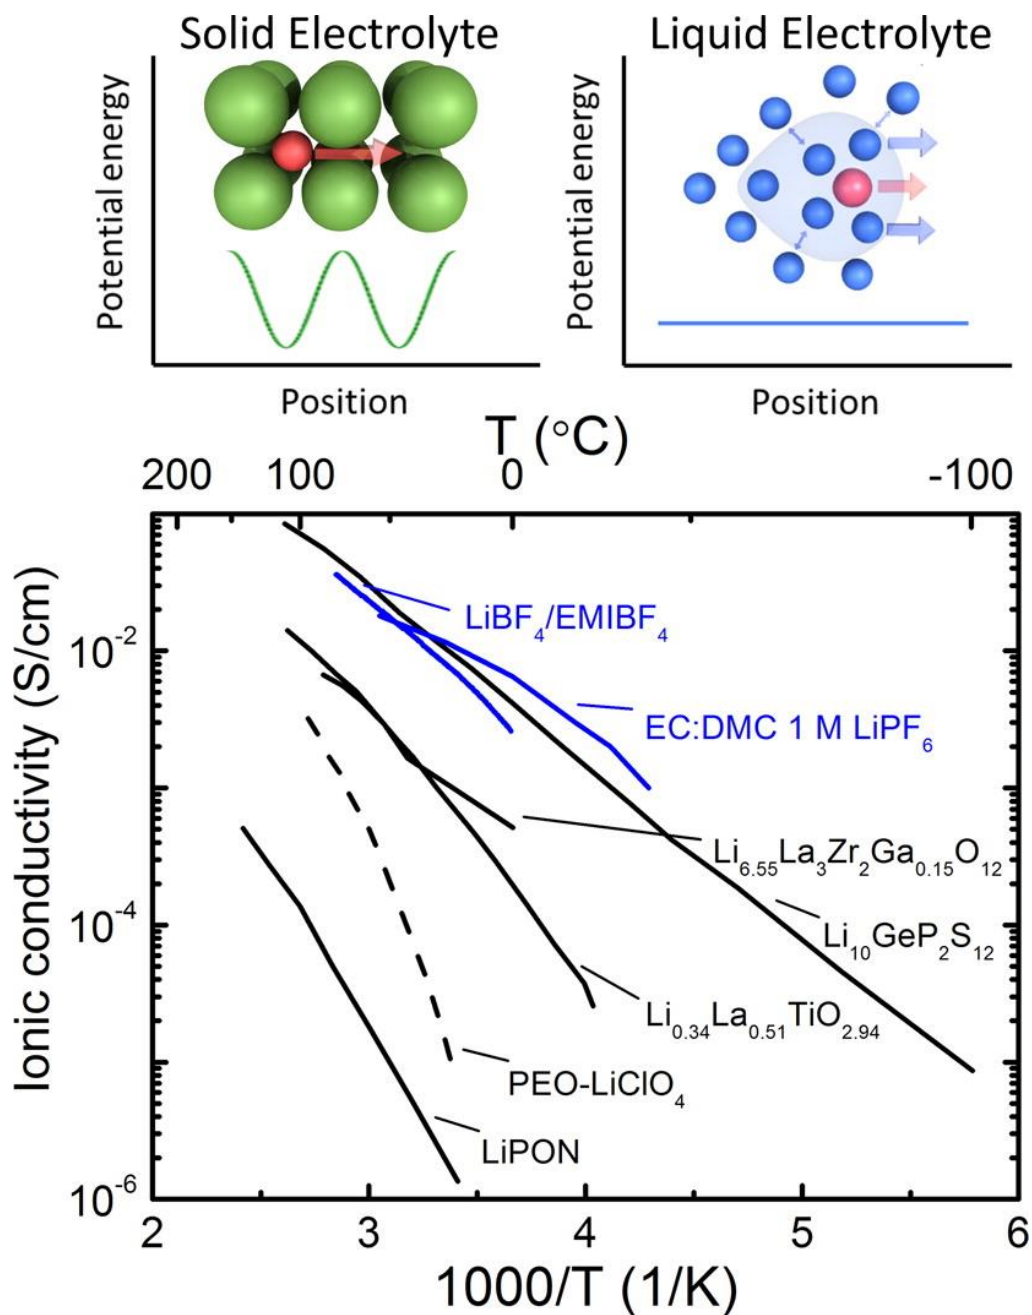 Solid Electrolyte
Liquid Electrolyte
Potential energy
Position
Potential energy
Position
T (°C)
200 100 0 -100
Ionic conductivity (S/cm)
10⁻²
10⁻⁴
10⁻⁶
LiBF₄/EMIBF₄
EC:DMC 1 M LiPF₆
Li₆.₅₅La₃Zr₂Ga₀.₁₅O₁₂
Li₁₀GeP₂S₁₂
Li₀.₃₄La₀.₅₁TiO₂.₉₄
PEO-LiClO₄
LiPON
2 3 4 5 6
1000/T (1/K)